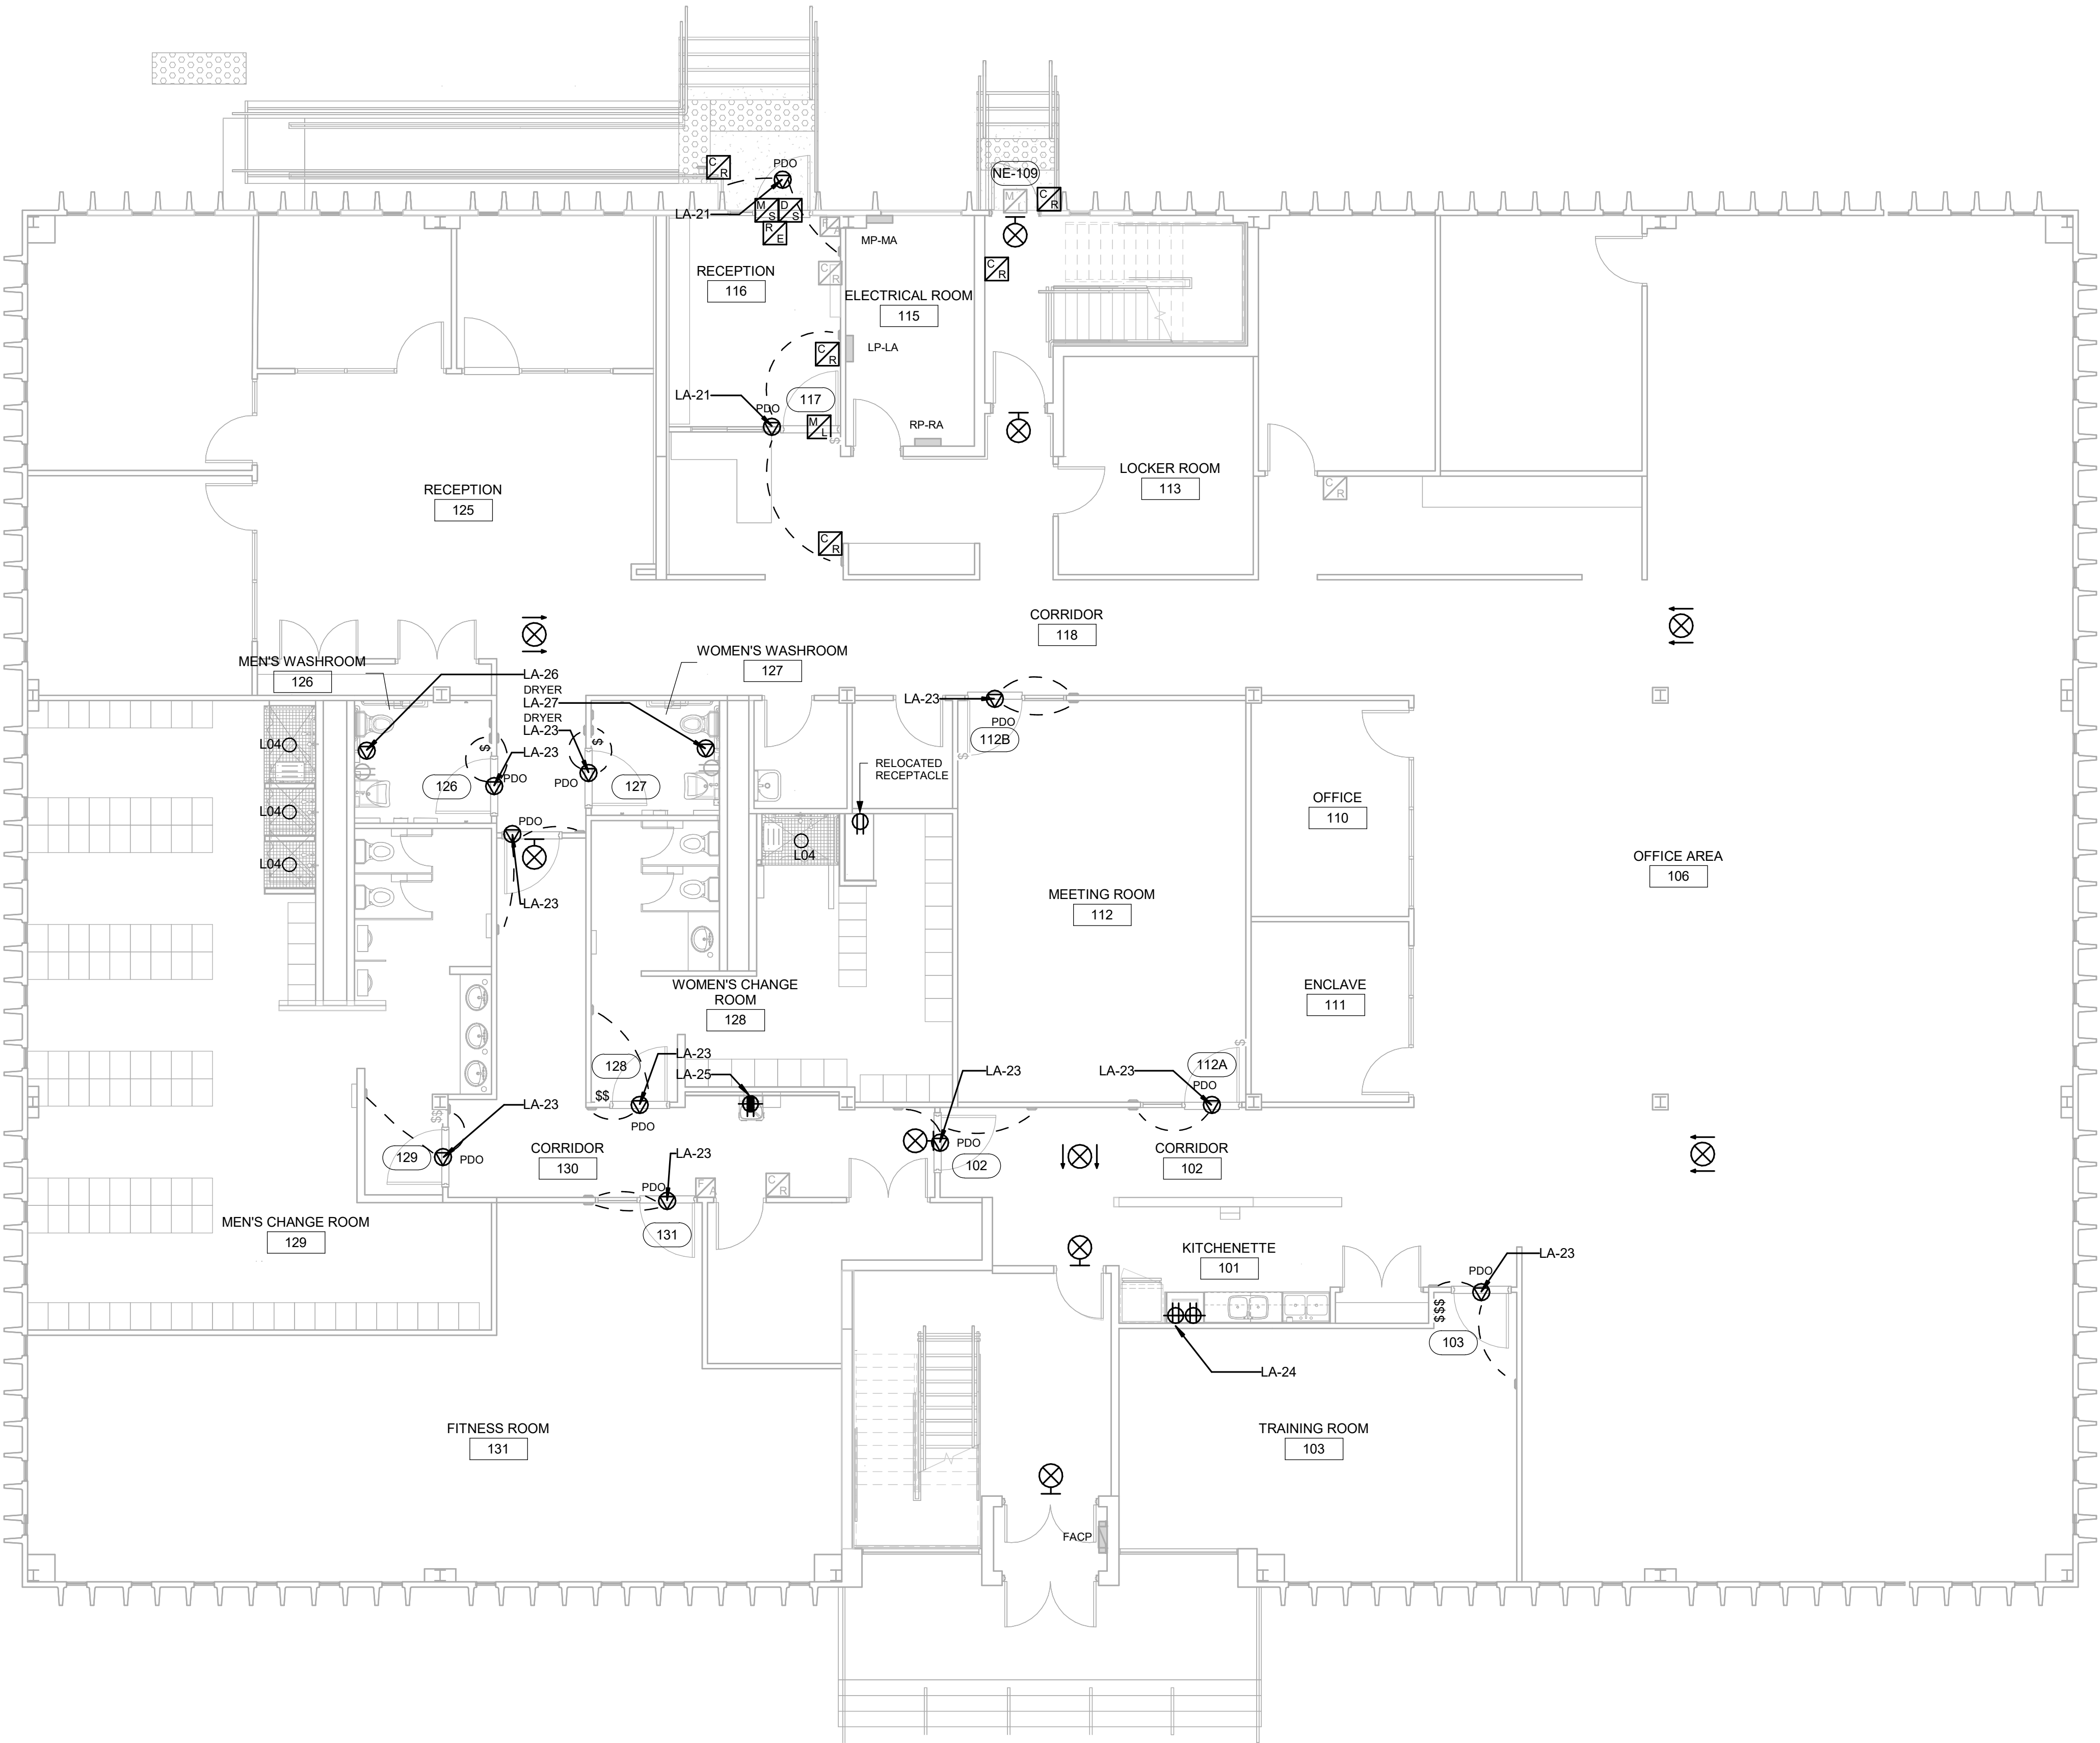 C
R
PDO
NE-109
M
L
C
R
LA-21
M
S
D
S
R
E
F
A
MP-MA
C
R
C
R
RECEPTION
116
ELECTRICAL ROOM
115
C
R
LP-LA
LA-21
PDO
117
M
L
$
RP-RA
LOCKER ROOM
113
C
R
RECEPTION
125
C
R
CORRIDOR
118
MEN'S WASHROOM
126
WOMEN'S WASHROOM
127
LA-26
DRYER
LA-27
DRYER
LA-23
LA-23
LA-23
PDO
112B
$
L04
$
$
PDO
126
PDO
127
RELOCATED
RECEPTACLE
OFFICE
110
L04
PDO
L04
L04
OFFICE AREA
106
LA-23
MEETING ROOM
112
WOMEN'S CHANGE
ROOM
128
ENCLAVE
111
128
LA-23
LA-25
$$
PDO
LA-23
LA-23
112A
PDO
$
LA-23
$$
129
PDO
CORRIDOR
130
LA-23
PDO
102
CORRIDOR
102
PDO
F
A
C
R
131
MEN'S CHANGE ROOM
129
KITCHENETTE
101
LA-23
PDO
$$$
103
LA-24
FITNESS ROOM
131
TRAINING ROOM
103
FACP